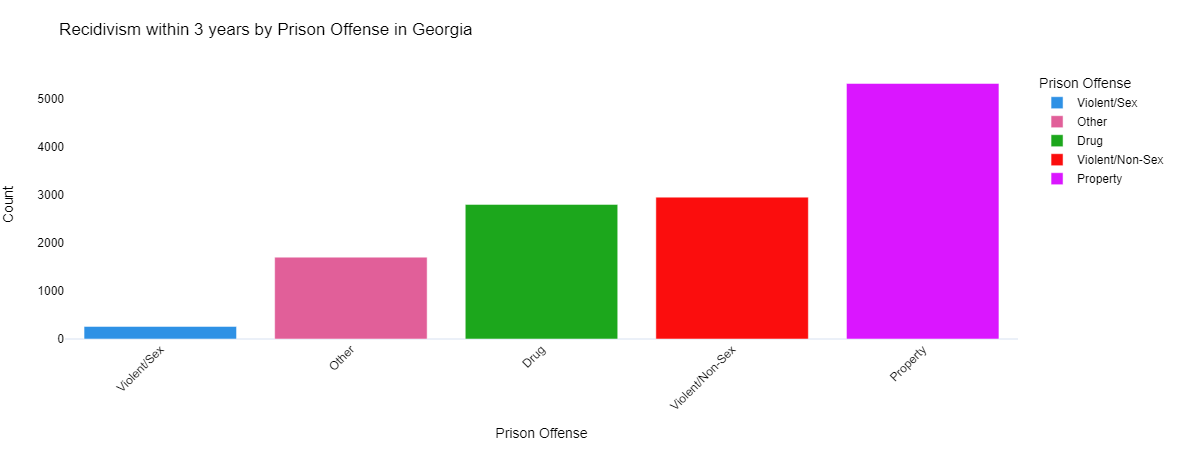 Recidivism within 3 years by Prison Offense in Georgia
Prison Offense
Violent/Sex
Other
Drug
Violent/Non-Sex
Property
Count
5000
4000
3000
2000
1000
0
Violent/Sex
Other
Drug
Violent/Non-Sex
Property
Prison Offense